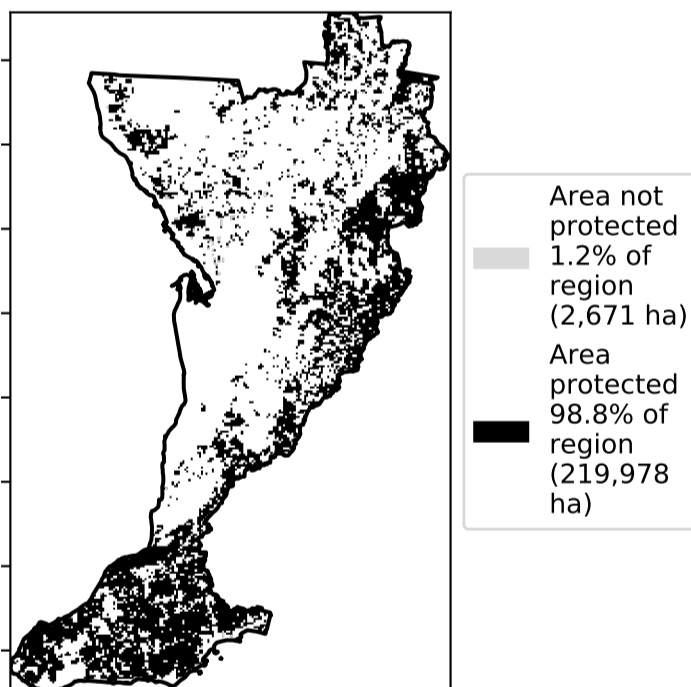 Area not
protected
1.2% of
region
(2,671 ha)
Area
protected
98.8% of
region
(219,978
ha)